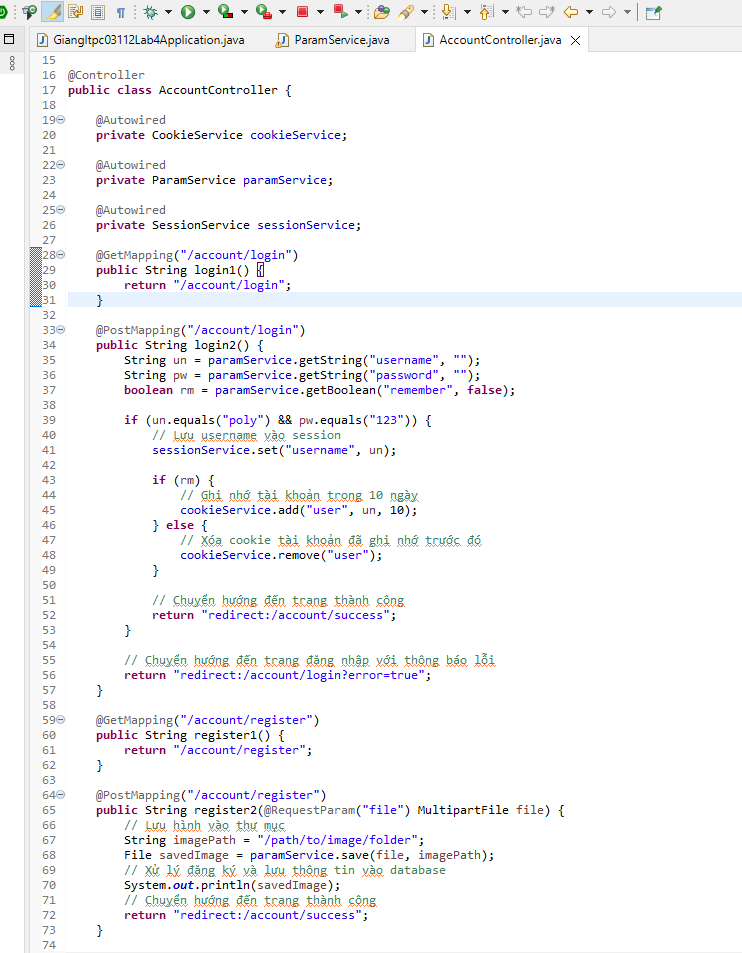 Giangltpc03112Lab4Application.java
ParamService.java
AccountController.java
15
16 @Controller
17 public class AccountController {
18
19 @Autowired
20 private CookieService cookieService;
21
22 @Autowired
23 private ParamService paramService;
24
25 @Autowired
26 private SessionService sessionService;
27
28 @GetMapping("/account/login")
29 public String login1() {
30 return "/account/login";
31 }
32
33 @PostMapping("/account/login")
34 public String login2() {
35 String un = paramService.getString("username", "");
36 String pw = paramService.getString("password", "");
37 boolean rm = paramService.getBoolean("remember", false);
38
39 if (un.equals("poly") && pw.equals("123")) {
40 // Lưu username vào session
41 sessionService.set("username", un);
42
43 if (rm) {
44 // Ghi nhớ tài khoản trong 10 ngày
45 cookieService.add("user", un, 10);
46 } else {
47 // Xóa cookie tài khoản đã ghi nhớ trước đó
48 cookieService.remove("user");
49 }
50
51 // Chuyển hướng đến trang thành công
52 return "redirect:/account/success";
53 }
54
55 // Chuyển hướng đến trang đăng nhập với thông báo lỗi
56 return "redirect:/account/login?error=true";
57 }
58
59 @GetMapping("/account/register")
60 public String register1() {
61 return "/account/register";
62 }
63
64 @PostMapping("/account/register")
65 public String register2(@RequestParam("file") MultipartFile file) {
66 // Lưu hình vào thư mục
67 String imagePath = "/path/to/image/folder";
68 File savedImage = paramService.save(file, imagePath);
69 // Xử lý đăng ký và lưu thông tin vào database
70 System.out.println(savedImage);
71 // Chuyển hướng đến trang thành công
72 return "redirect:/account/success";
73 }
74